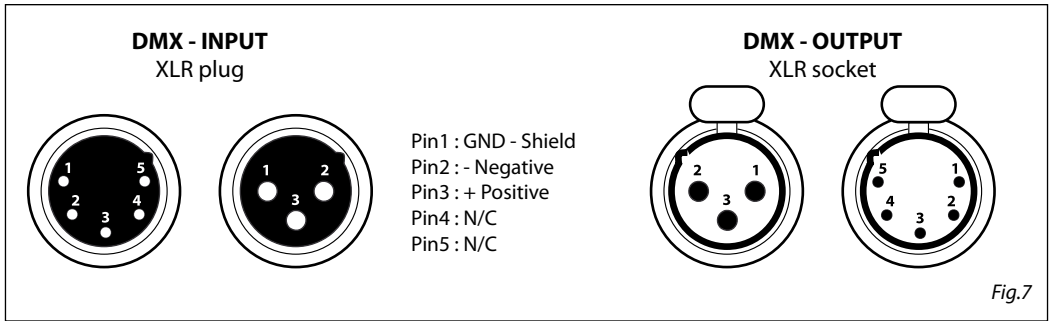 DMX - INPUT
XLR plug
1 5
2 4
3
1 2
3
Pin1 : GND - Shield
Pin2 : - Negative
Pin3 : + Positive
Pin4 : N/C
Pin5 : N/C
DMX - OUTPUT
XLR socket
2 1
3
5 1
4 2
3
Fig.7